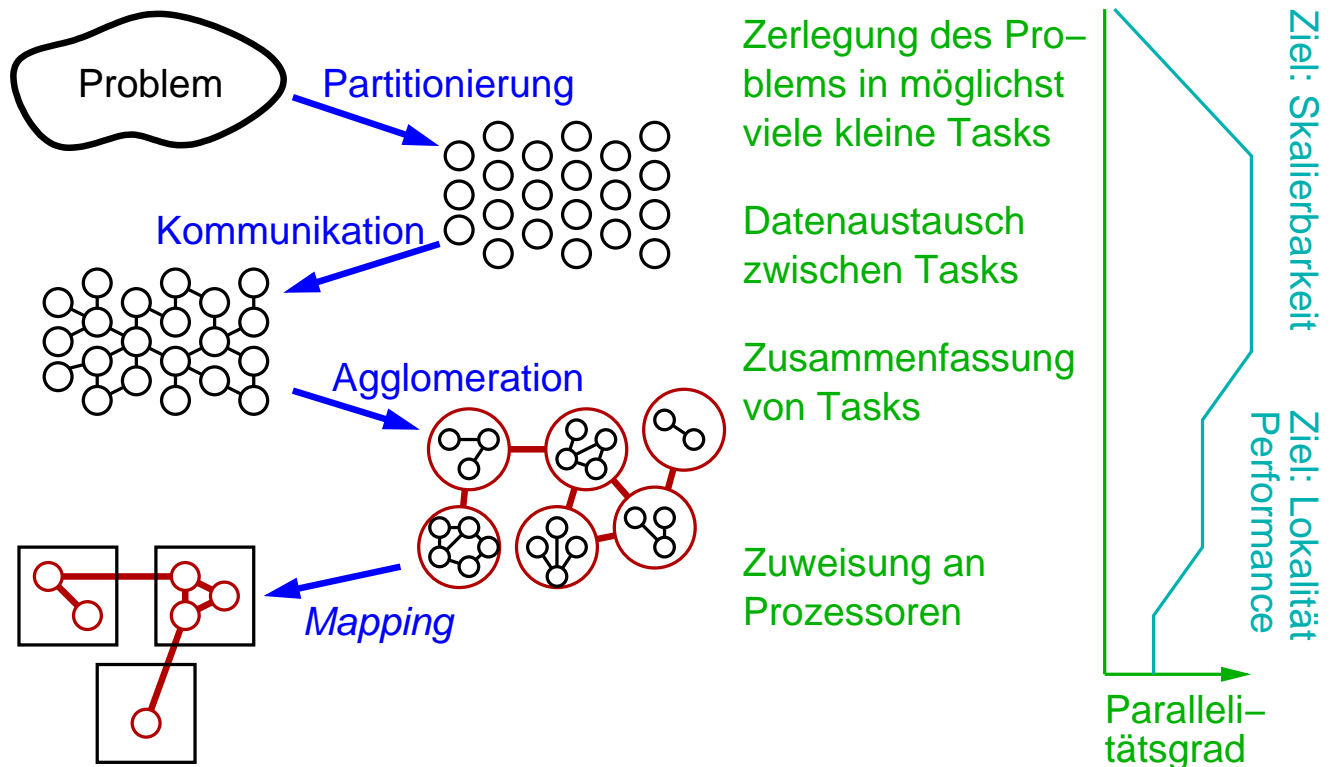 Problem
Partitionierung
Zerlegung des Pro–
blems in möglichst
viele kleine Tasks
Kommunikation
Datenaustausch
zwischen Tasks
Agglomeration
Zusammenfassung
von Tasks
Mapping
Zuweisung an
Prozessoren
Ziel: Skalierbarkeit
Ziel: Lokalität
Performance
Paralleli–
tätsgrad